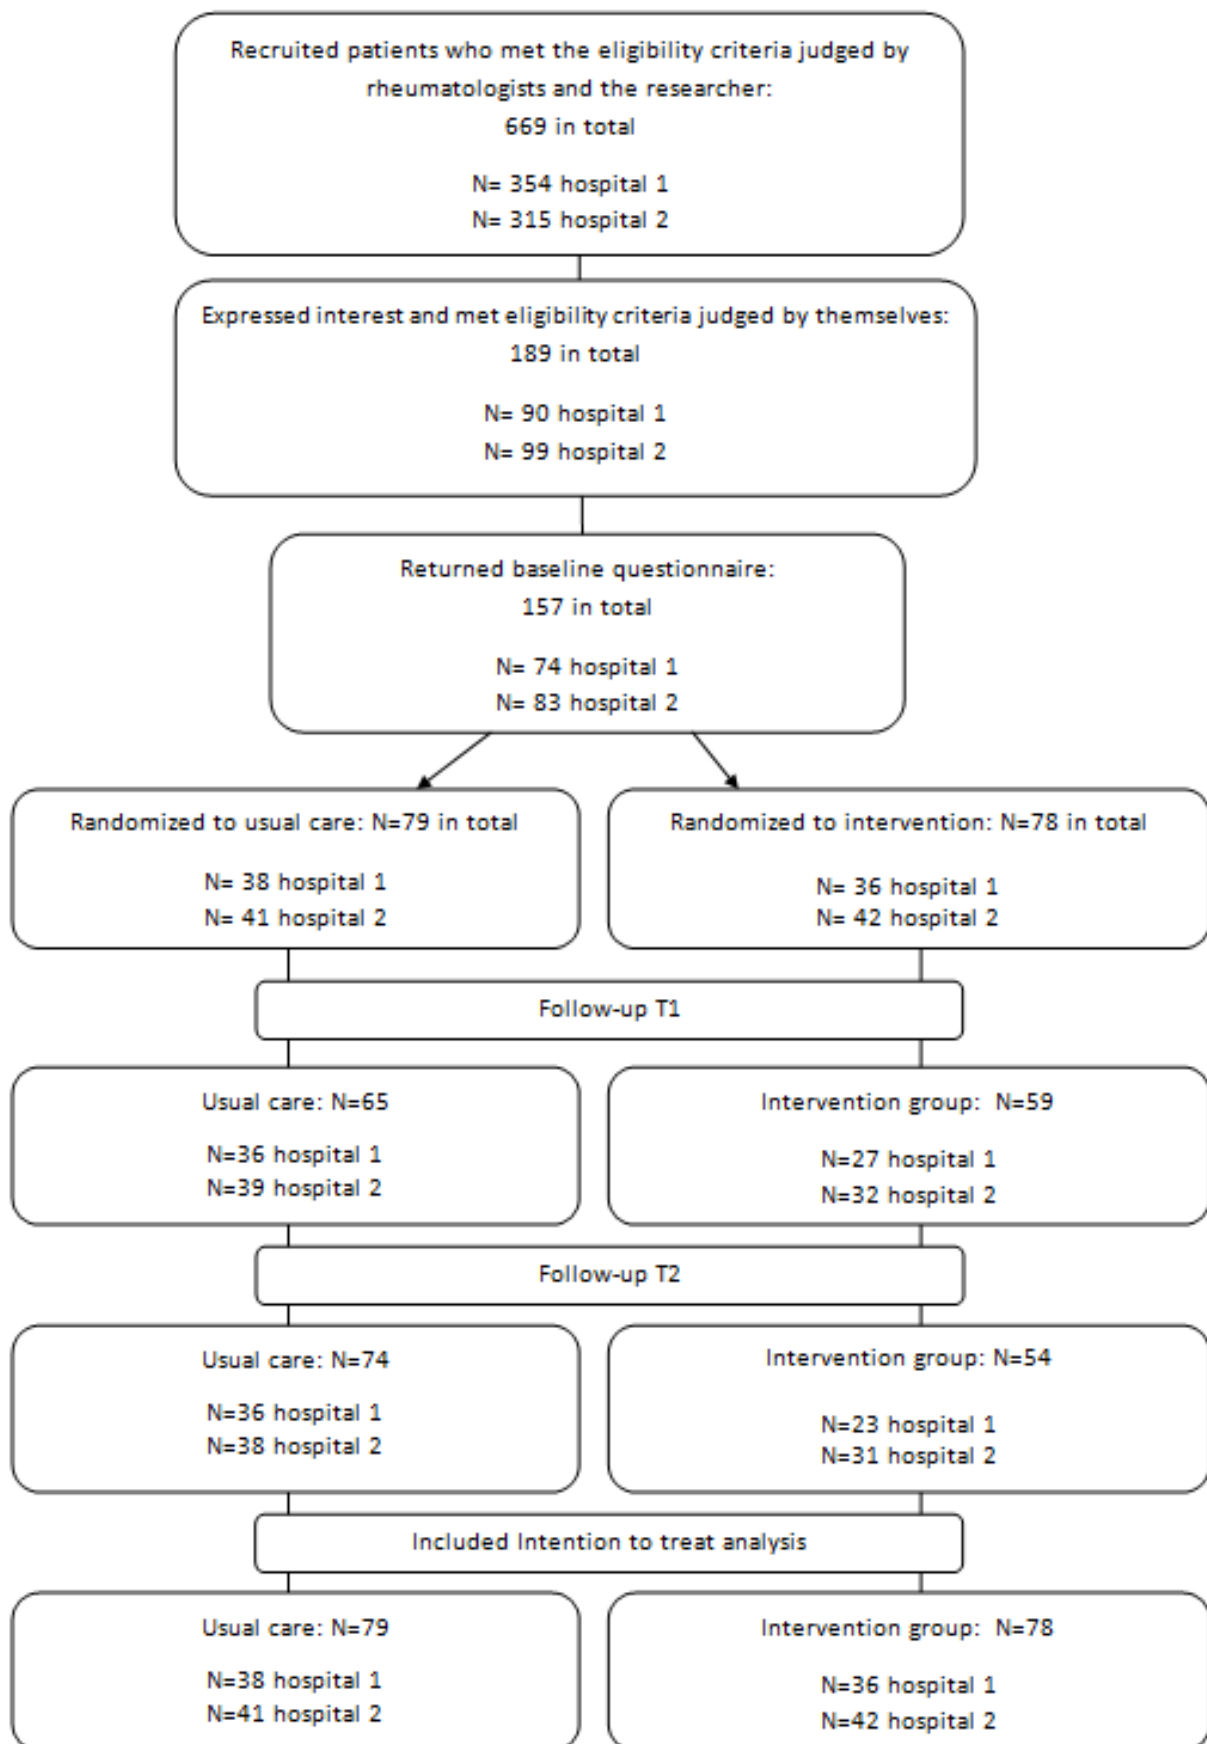 Recruited patients who met the eligibility criteria judged by
rheumatologists and the researcher:
669 in total
N= 354 hospital 1
N= 315 hospital 2
Expressed interest and met eligibility criteria judged by themselves:
189 in total
N= 90 hospital 1
N= 99 hospital 2
Returned baseline questionnaire:
157 in total
N= 74 hospital 1
N= 83 hospital 2
Randomized to usual care: N=79 in total
N= 38 hospital 1
N= 41 hospital 2
Randomized to intervention: N=78 in total
N= 36 hospital 1
N= 42 hospital 2
Follow-up T1
Usual care: N=65
N=36 hospital 1
N=39 hospital 2
Intervention group: N=59
N=27 hospital 1
N=32 hospital 2
Follow-up T2
Usual care: N=74
N=36 hospital 1
N=38 hospital 2
Intervention group: N=54
N=23 hospital 1
N=31 hospital 2
Included Intention to treat analysis
Usual care: N=79
N=38 hospital 1
N=41 hospital 2
Intervention group: N=78
N=36 hospital 1
N=42 hospital 2